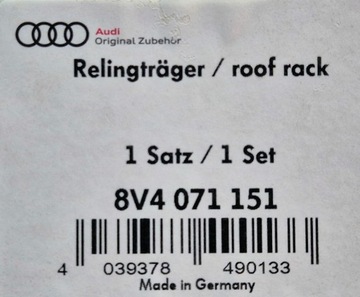 Audi
Original Zubehör
Relingträger / roof rack
1 Satz / 1 Set
8V4 071 151
4 039378 490133
Made in Germany